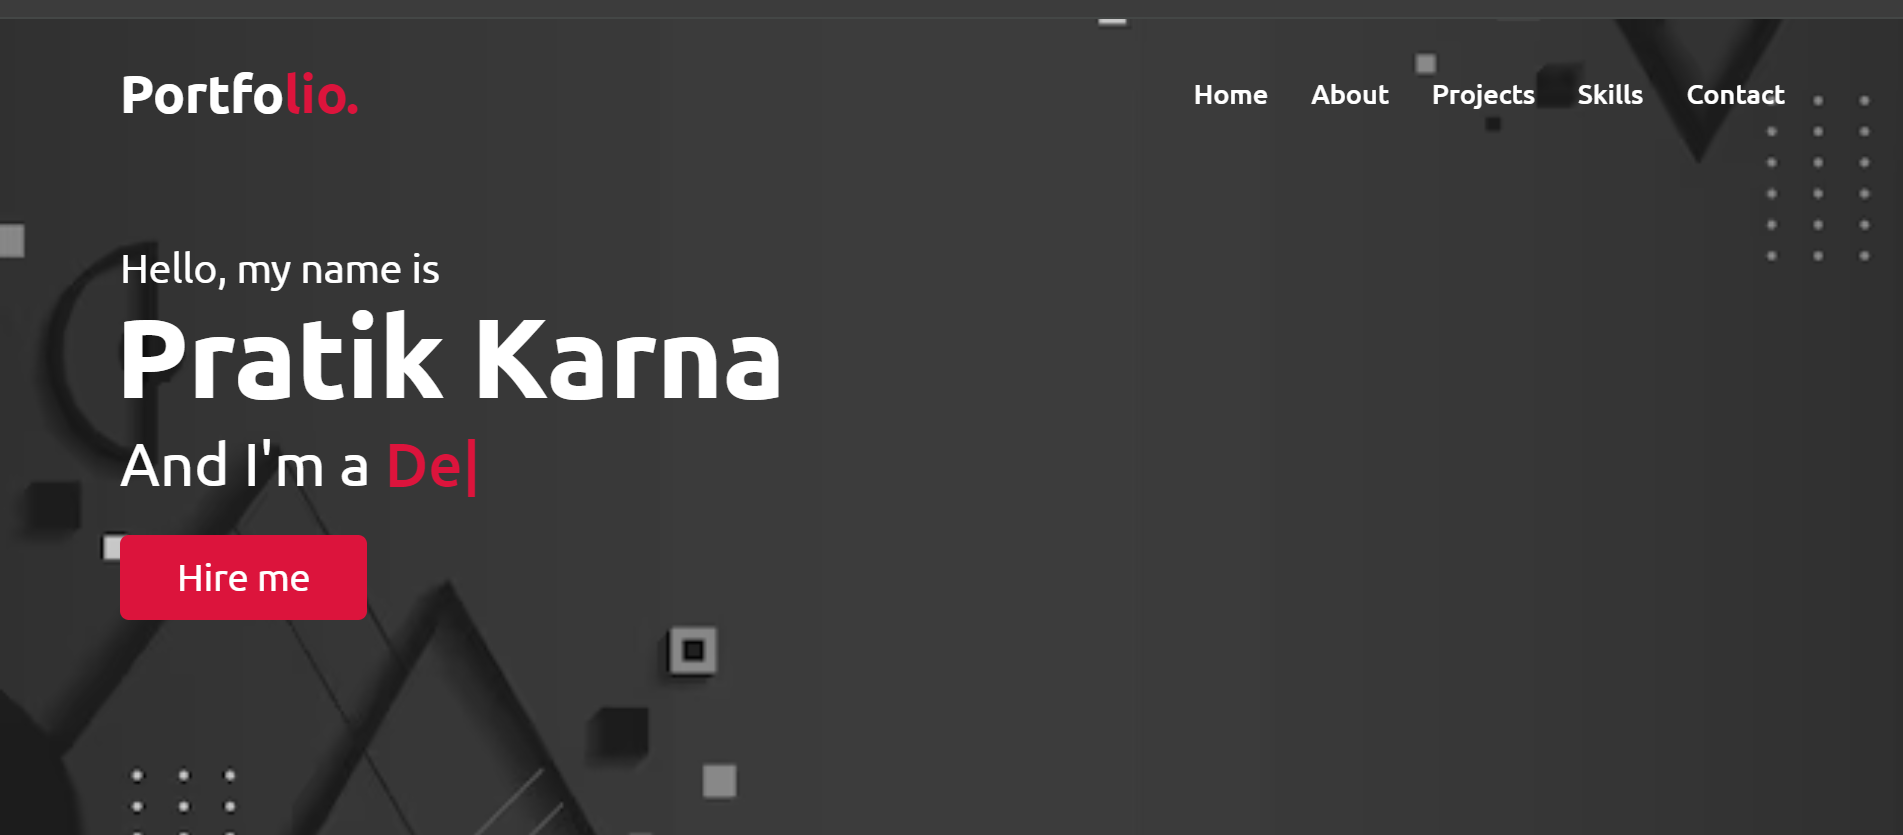 Portfolio.
Home About Projects Skills Contact
Hello, my name is
Pratik Karna
And I'm a De|
Hire me